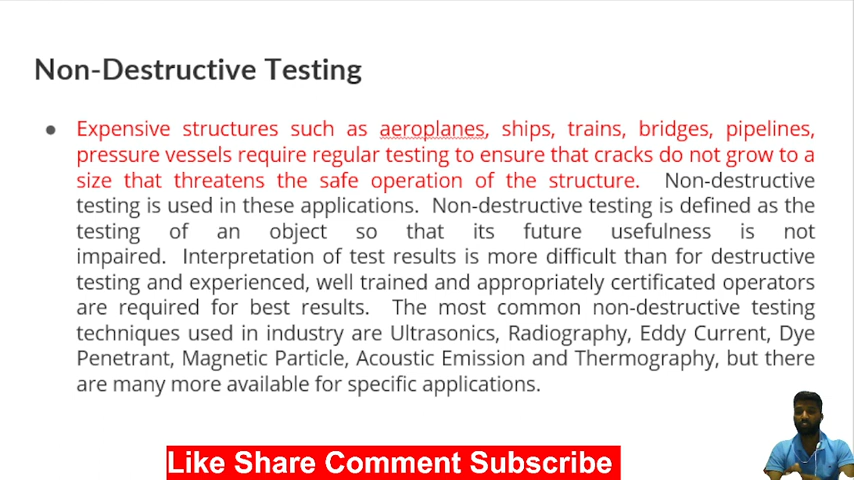 Non-Destructive Testing
● Expensive structures such as aeroplanes, ships, trains, bridges, pipelines,
pressure vessels require regular testing to ensure that cracks do not grow to a
size that threatens the safe operation of the structure. Non-destructive
testing is used in these applications. Non-destructive testing is defined as the
testing of an object so that its future usefulness is not
impaired. Interpretation of test results is more difficult than for destructive
testing and experienced, well trained and appropriately certificated operators
are required for best results. The most common non-destructive testing
techniques used in industry are Ultrasonics, Radiography, Eddy Current, Dye
Penetrant, Magnetic Particle, Acoustic Emission and Thermography, but there
are many more available for specific applications.
Like Share Comment Subscribe